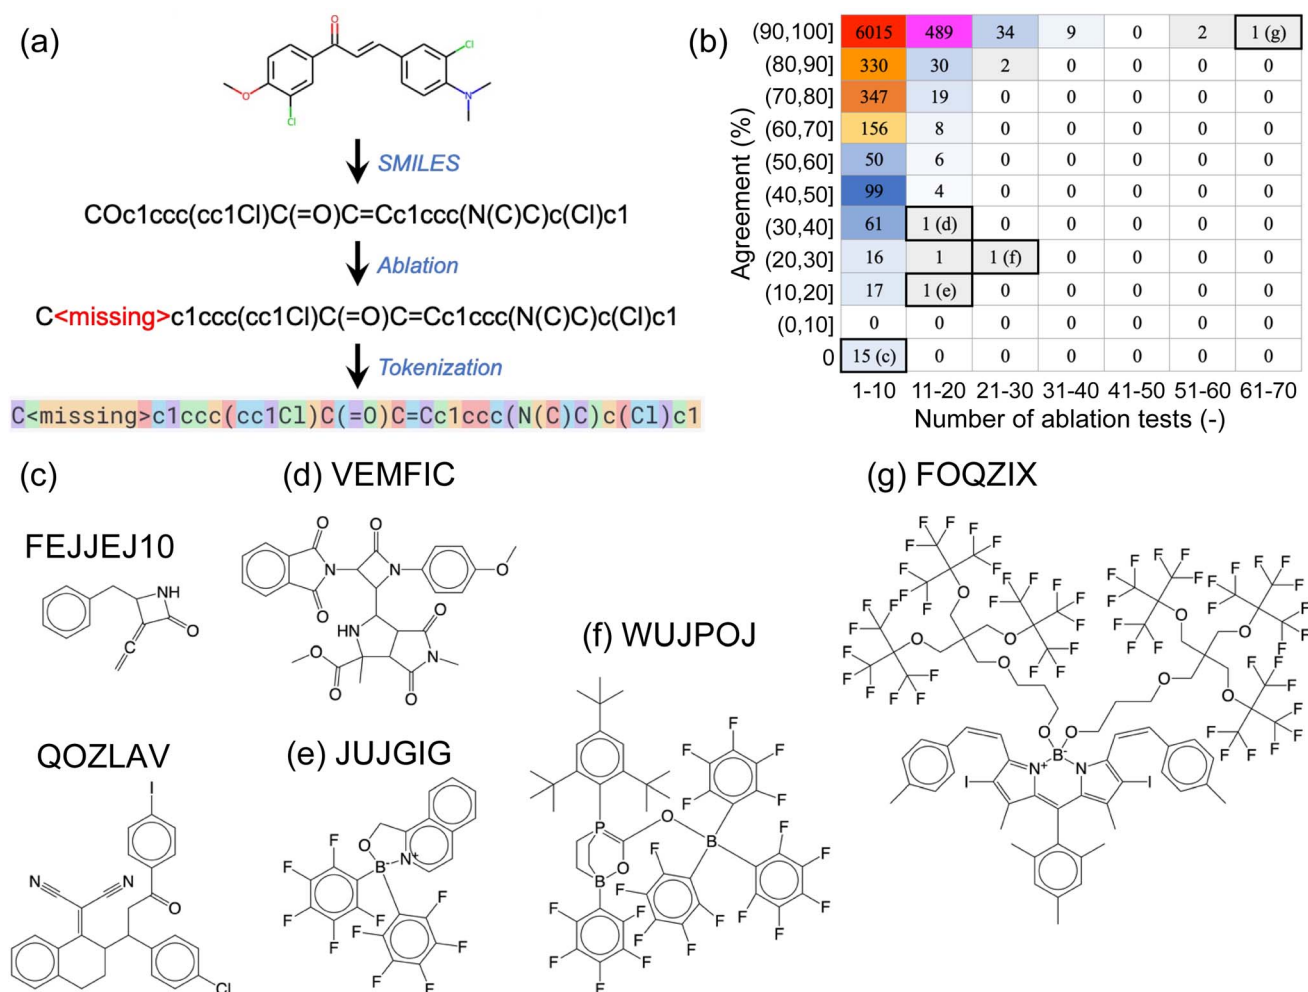 (a)
O
Cl
O
Cl
N
SMILES
COc1ccc(cc1Cl)C(=O)C=Cc1ccc(N(C)C)c(Cl)c1
Ablation
C<missing>c1ccc(cc1Cl)C(=O)C=Cc1ccc(N(C)C)c(Cl)c1
Tokenization
C<missing>c1ccc(cc1Cl)C(=O)C=Cc1ccc(N(C)C)c(Cl)c1
(b)
Agreement (%)
(90,100] 6015 489 34 9 0 2 1 (g)
(80,90] 330 30 2 0 0 0 0
(70,80] 347 19 0 0 0 0 0
(60,70] 156 8 0 0 0 0 0
(50,60] 50 6 0 0 0 0 0
(40,50] 99 4 0 0 0 0 0
(30,40] 61 1 (d) 0 0 0 0 0
(20,30] 16 1 1 (f) 0 0 0 0
(10,20] 17 1 (e) 0 0 0 0 0
(0,10] 0 0 0 0 0 0 0
0 15 (c) 0 0 0 0 0 0
1-10 11-20 21-30 31-40 41-50 51-60 61-70
Number of ablation tests (-)
(c)
FEJJEJ10
NH
O
C
QOZLAV
I
N N
O
Cl
(d) VEMFIC
O O
N N
O O
HN O
O N
O O
(e) JUJGIG
O
B- N+
F F F F F
F F F F F
(f) WUJPOJ
F F F F F
P O B
O
B
F F F F F
F F F F F
F F F F F
(g) FOQZIX
F F F F F F F F F
F F F F F F F F F
F F F F F F F F F
F F F F F F F F F
F F F F F F F F F
F F F F F F F F F
O O O O O O
O O
O O
B-
N+ N
I I